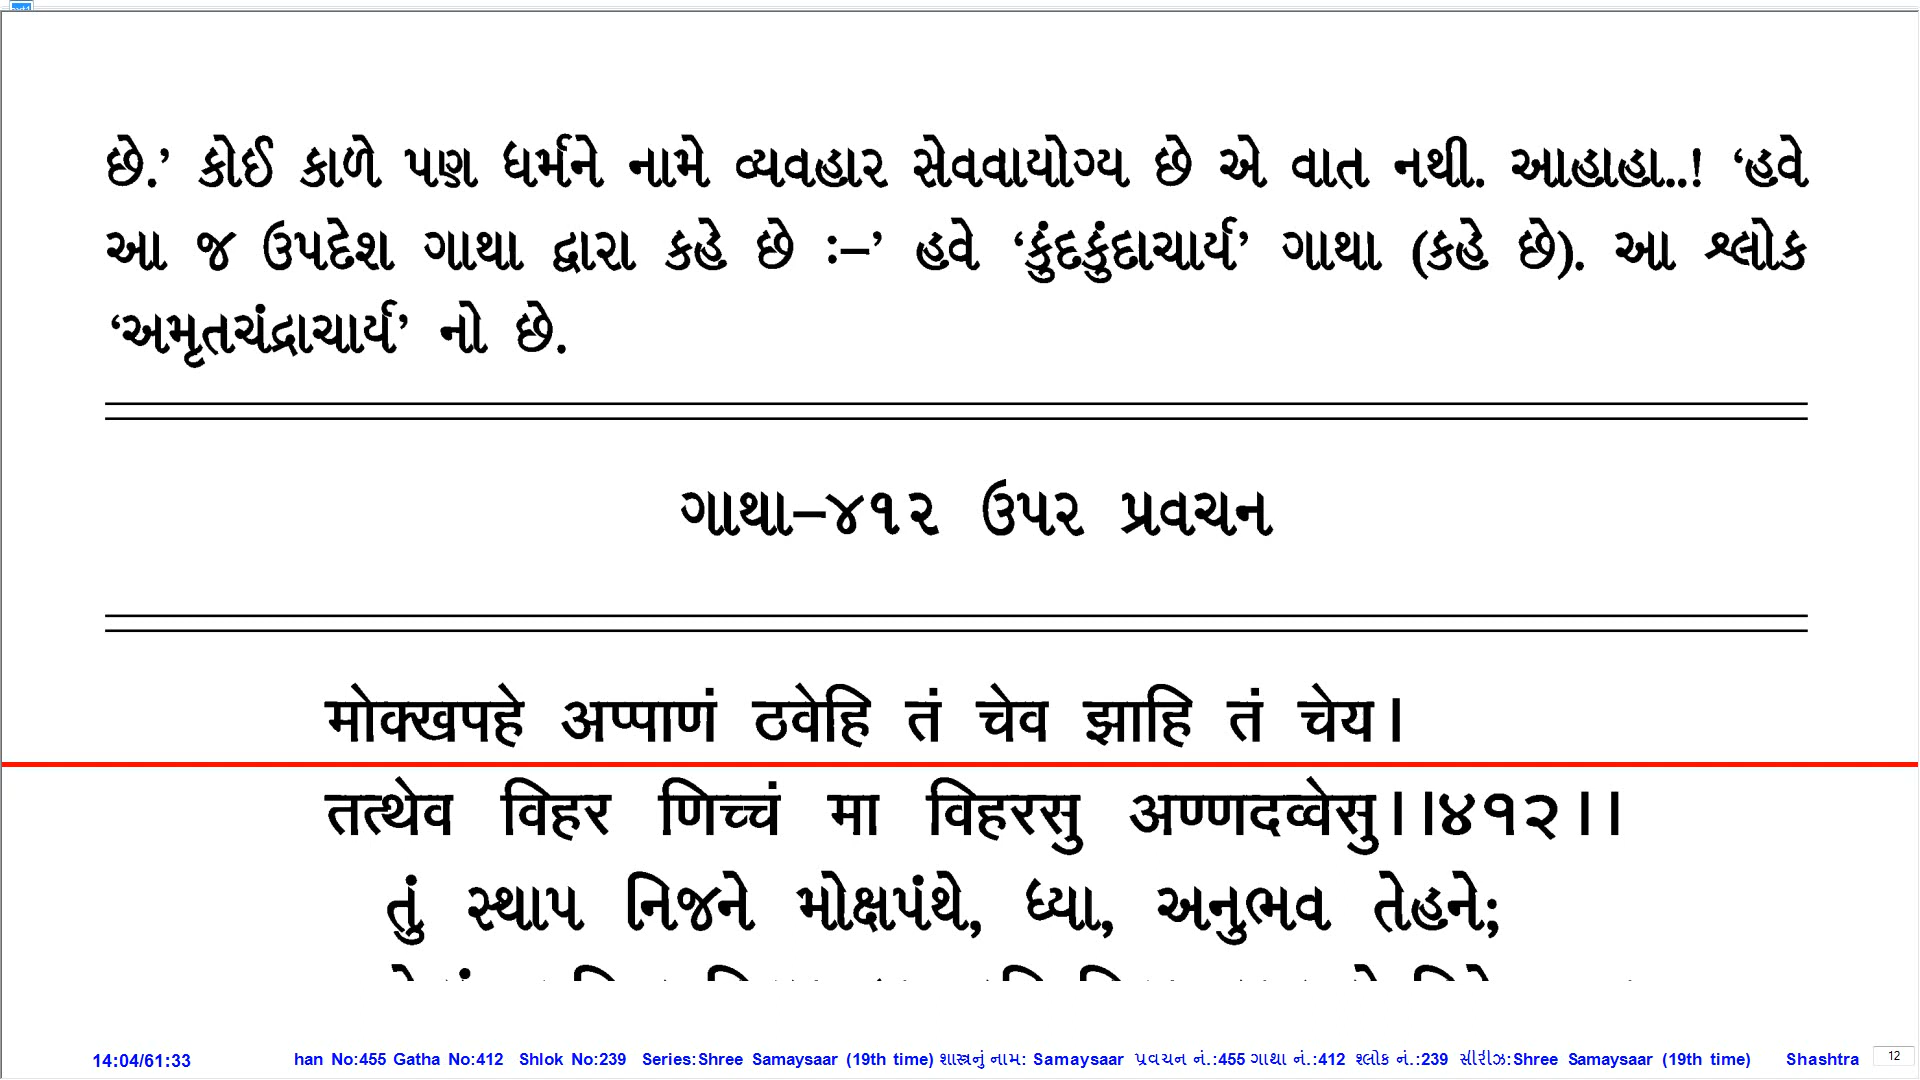 છે.’ કોઈ કાળે પણ ધર્મને નામે વ્યવહાર સેવવાયોગ્ય છે એ વાત નથી. આહાહા..! ‘હવે
આ જ ઉપદેશ ગાથા દ્વારા કહે છે :–’ હવે ‘કુંદકુંદાચાર્ય’ ગાથા (કહે છે). આ શ્લોક
‘અમૃતચંદ્રાચાર્ય’ નો છે.
ગાથા–૪૧૨ ઉપર પ્રવચન
मोक्खपहे अप्पाणं ठवेहि तं चेव झाहि तं चेय।
तत्थेव विहर णिच्चं मा विहरसु अण्णदव्वेसु।।४१२।।
તું સ્થાપ નિજને મોક્ષપંથે, ધ્યા, અનુભવ તેહને;
14:04/61:33 han No:455 Gatha No:412 Shlok No:239 Series:Shree Samaysaar (19th time) શાસ્ત્રનું નામ: Samaysaar પ્રવચન નં.:455 ગાથા નં.:412 શ્લોક નં.:239 સીરીઝ:Shree Samaysaar (19th time) Shashtra 12